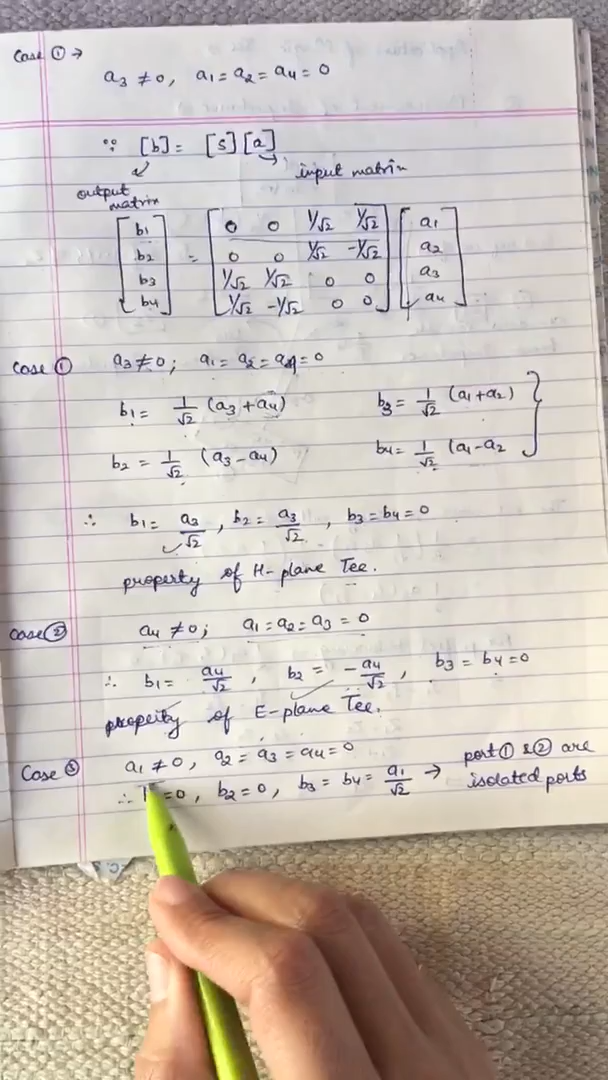 Case ① →
a3 ≠ 0, a1 = a2 = a4 = 0
∵ [b] = [S] [a]
output matrix
input matrix
[b1 b2 b3 b4] = [0 0 1/√2 1/√2
0 0 1/√2 -1/√2
1/√2 1/√2 0 0
1/√2 -1/√2 0 0] [a1 a2 a3 a4]
Case ① a3 ≠ 0; a1 = a2 = a4 = 0
b1 = 1/√2 (a3 + a4) b3 = 1/√2 (a1 + a2)
b2 = 1/√2 (a3 - a4) b4 = 1/√2 (a1 - a2
∴ b1 = a3/√2, b2 = a3/√2, b3 = b4 = 0
property of H-plane Tee.
Case ② a4 ≠ 0; a1 = a2 = a3 = 0
∴ b1 = a4/√2, b2 = -a4/√2, b3 = b4 = 0
property of E-plane Tee.
Case ③ a1 ≠ 0, a2 = a3 = a4 = 0
∴ = 0, b2 = 0, b3 = b4 = a1/√2 → port ① & ② are
isolated ports